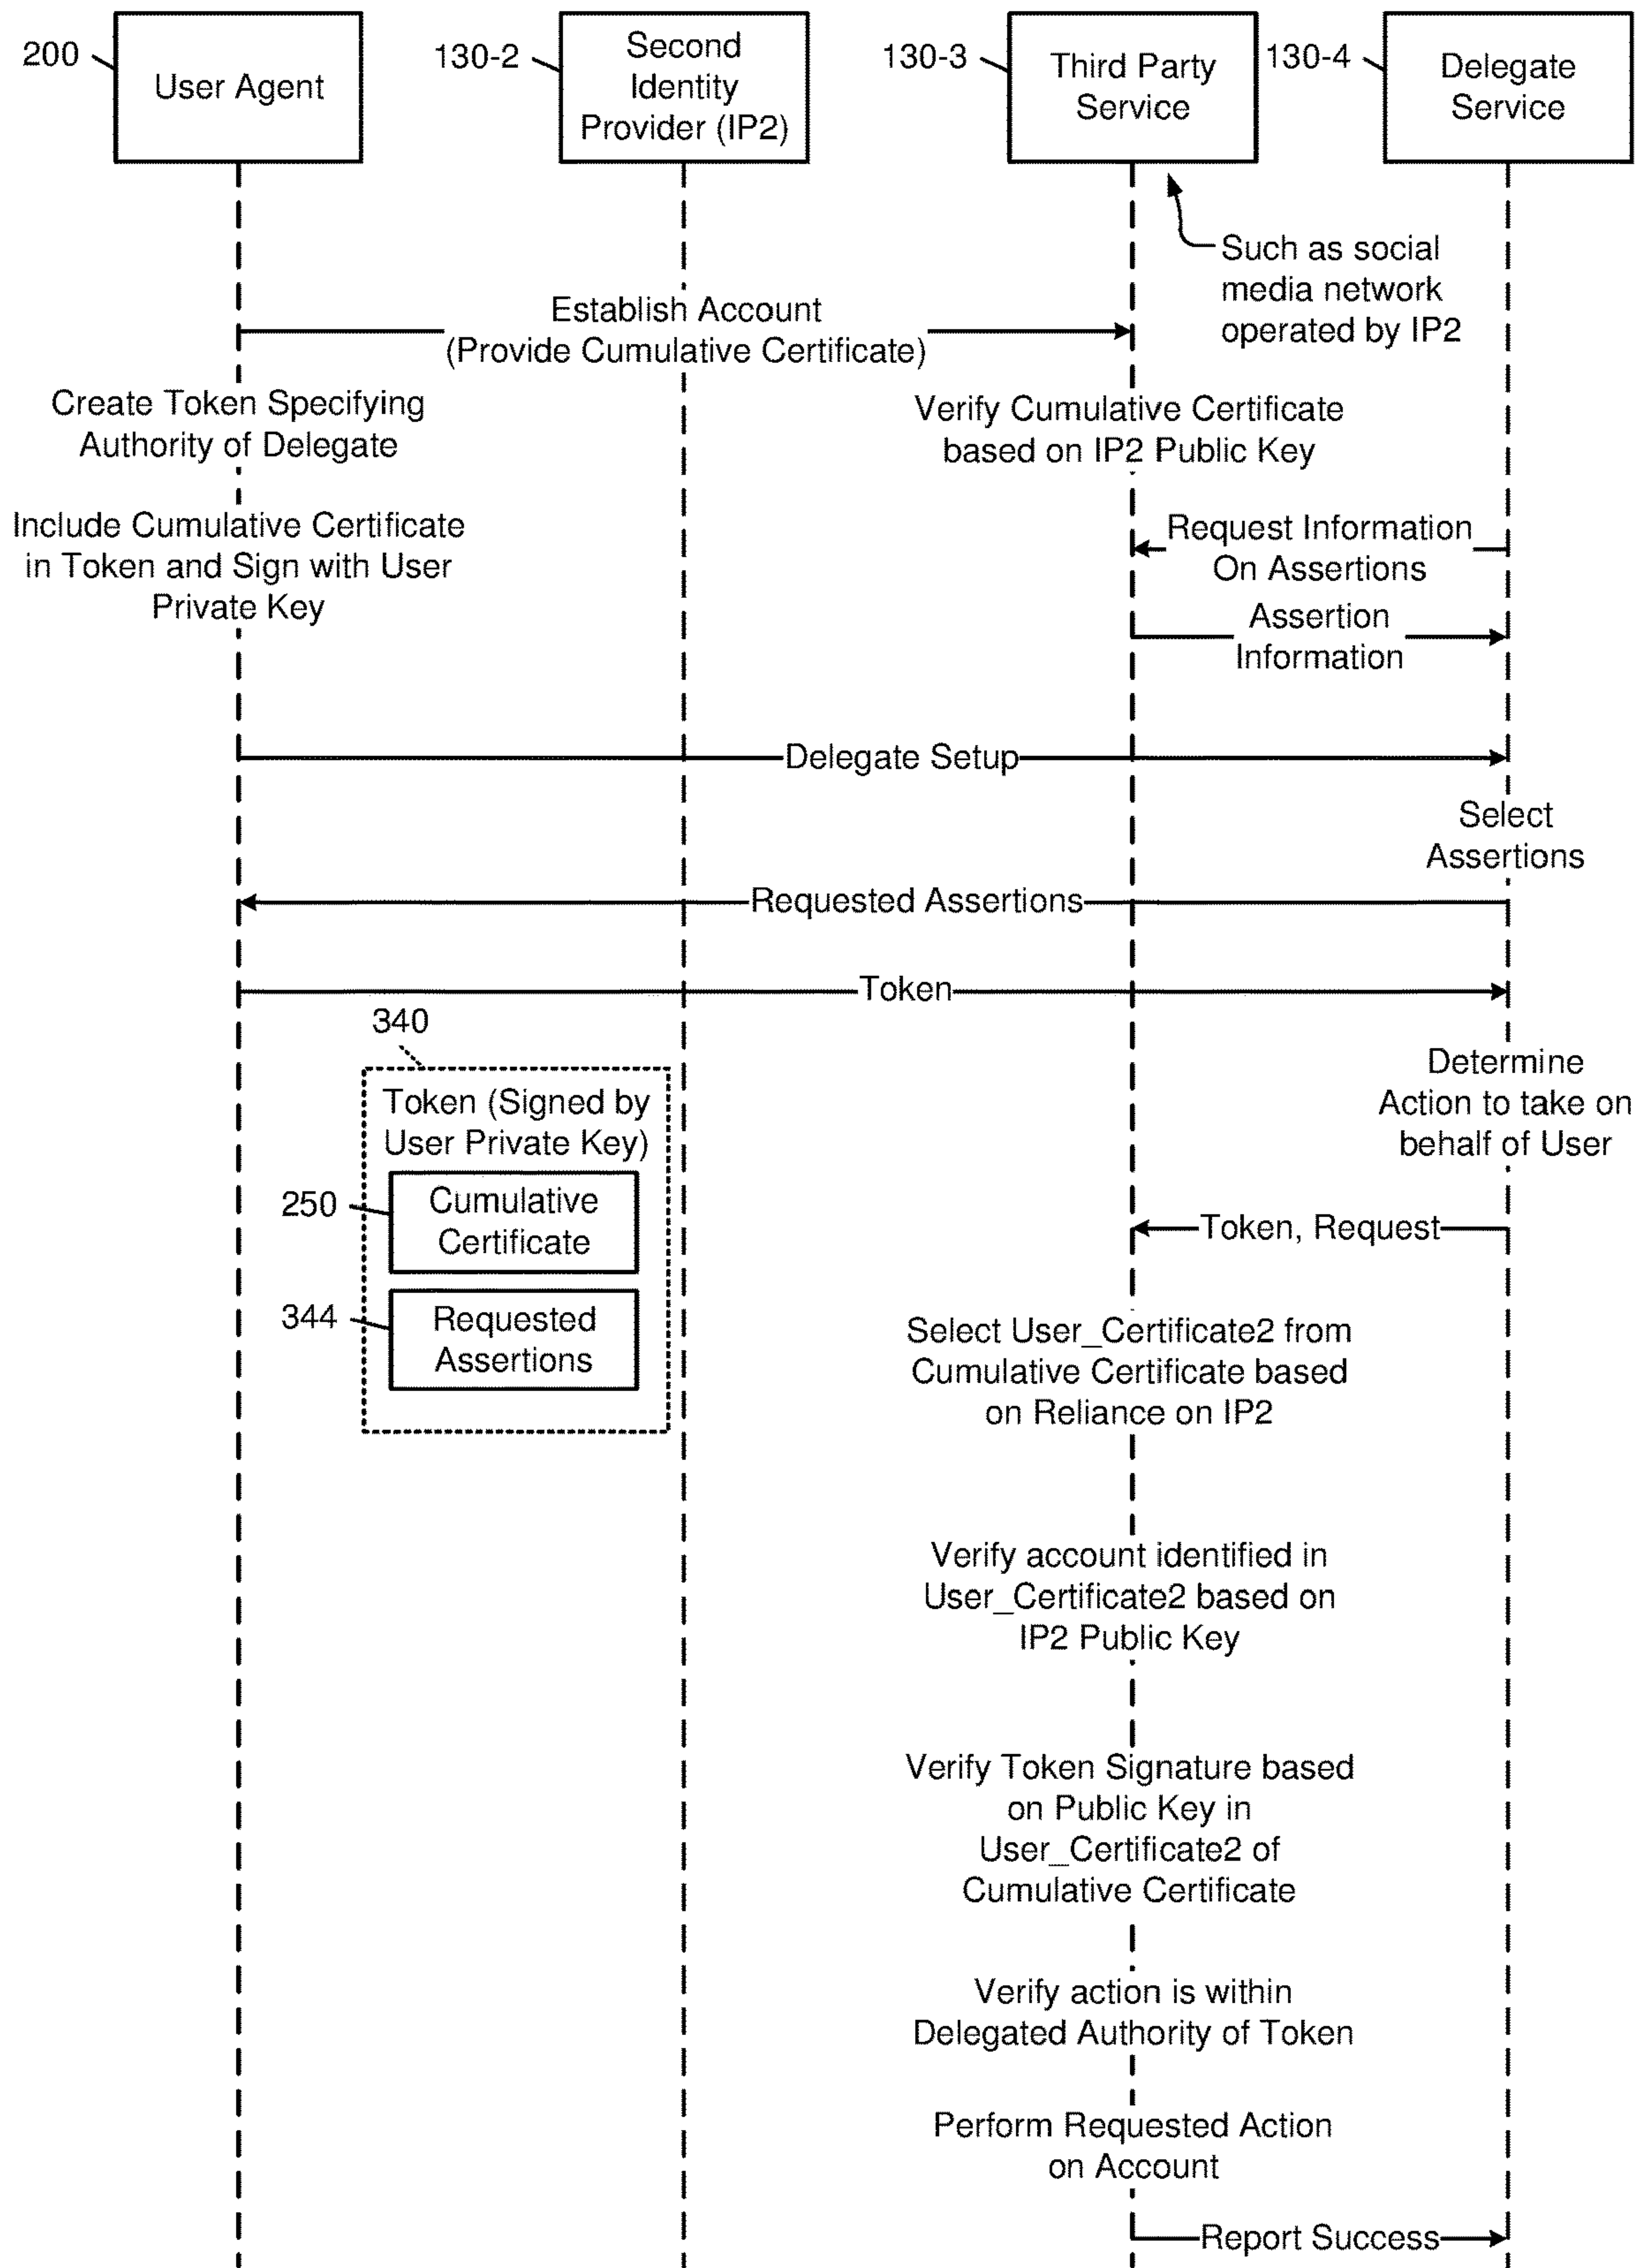 200
User Agent
130-2
Second
Identity
Provider (IP2)
130-3
Third Party
Service
130-4
Delegate
Service
Such as social
media network
operated by IP2
Establish Account
(Provide Cumulative Certificate)
Create Token Specifying
Authority of Delegate
Verify Cumulative Certificate
based on IP2 Public Key
Include Cumulative Certificate
in Token and Sign with User
Private Key
Request Information
On Assertions
Assertion
Information
Delegate Setup
Select
Assertions
Requested Assertions
Token
340
Token (Signed by
User Private Key)
250
Cumulative
Certificate
344
Requested
Assertions
Determine
Action to take on
behalf of User
Token, Request
Select User_Certificate2 from
Cumulative Certificate based
on Reliance on IP2
Verify account identified in
User_Certificate2 based on
IP2 Public Key
Verify Token Signature based
on Public Key in
User_Certificate2 of
Cumulative Certificate
Verify action is within
Delegated Authority of Token
Perform Requested Action
on Account
Report Success